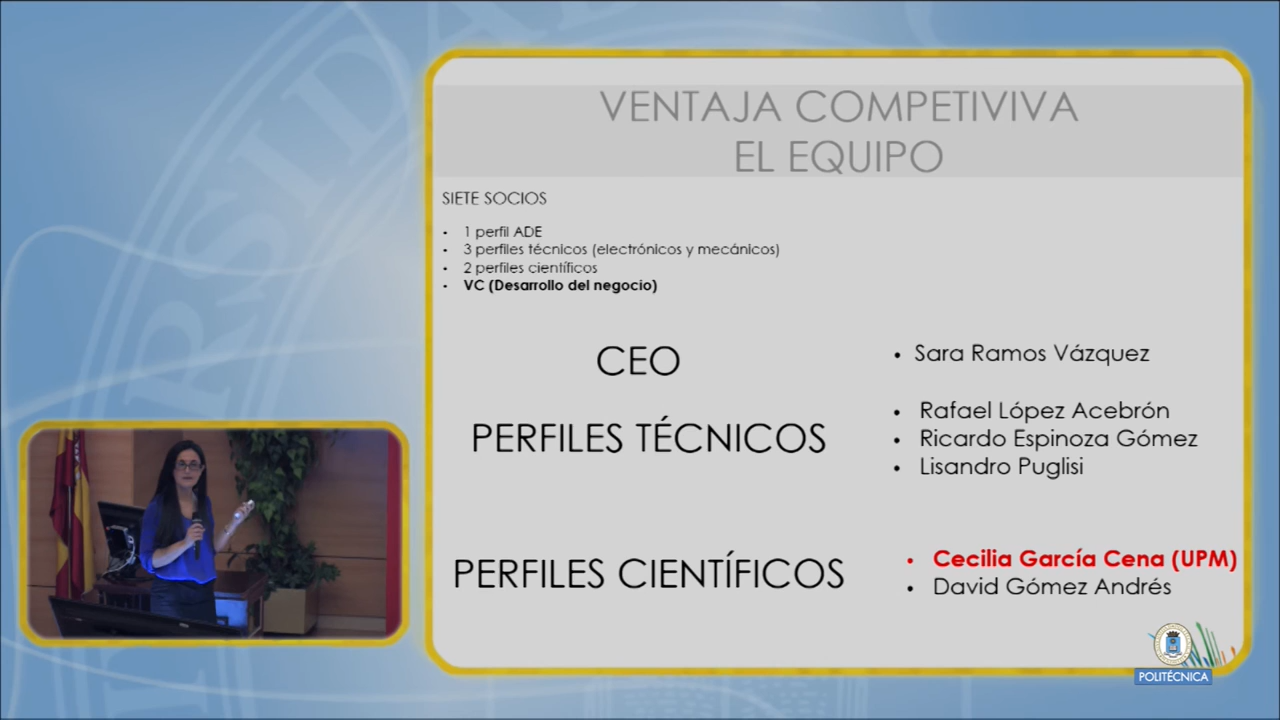 VENTAJA COMPETIVIVA
EL EQUIPO
SIETE SOCIOS
• 1 perfil ADE
• 3 perfiles técnicos (electrónicos y mecánicos)
• 2 perfiles científicos
• VC (Desarrollo del negocio)
CEO
• Sara Ramos Vázquez
PERFILES TÉCNICOS
• Rafael López Acebrón
• Ricardo Espinoza Gómez
• Lisandro Puglisi
PERFILES CIENTÍFICOS
• Cecilia García Cena (UPM)
• David Gómez Andrés
POLITÉCNICA